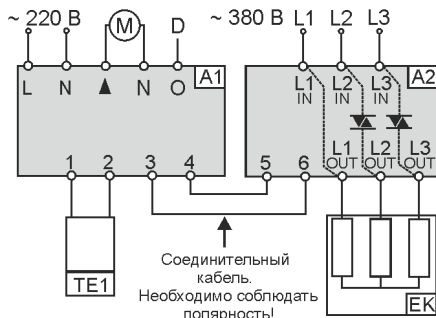 ~ 220 В
M
D
~ 380 В L1 L2 L3
L N ▲ N O
A1
L1 IN L2 IN L3 IN
A2
L1 OUT L2 OUT L3 OUT
1 2 3 4 5 6
TE1
Соединительный
кабель.
Необходимо соблюдать
полярность!
EK